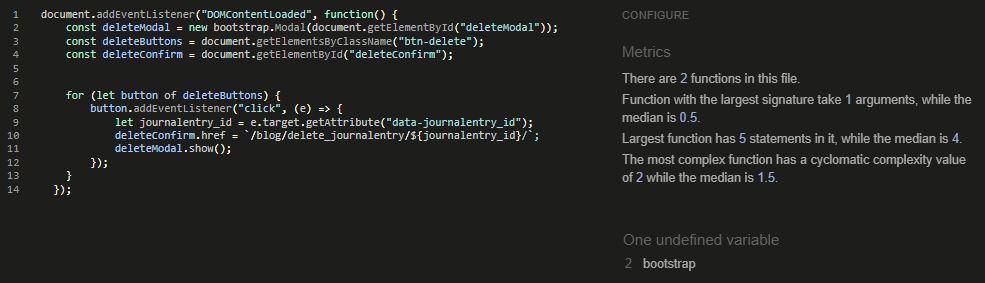 1 document.addEventListener("DOMContentLoaded", function() {
2 const deleteModal = new bootstrap.Modal(document.getElementById("deleteModal"));
3 const deleteButtons = document.getElementsByClassName("btn-delete");
4 const deleteConfirm = document.getElementById("deleteConfirm");
5
6
7 for (let button of deleteButtons) {
8 button.addEventListener("click", (e) => {
9 let journalentry_id = e.target.getAttribute("data-journalentry_id");
10 deleteConfirm.href = `/blog/delete_journalentry/${journalentry_id}/`;
11 deleteModal.show();
12 });
13 }
14 });
CONFIGURE
Metrics
There are 2 functions in this file.
Function with the largest signature take 1 arguments, while the
median is 0.5.
Largest function has 5 statements in it, while the median is 4.
The most complex function has a cyclomatic complexity value
of 2 while the median is 1.5.
One undefined variable
2 bootstrap